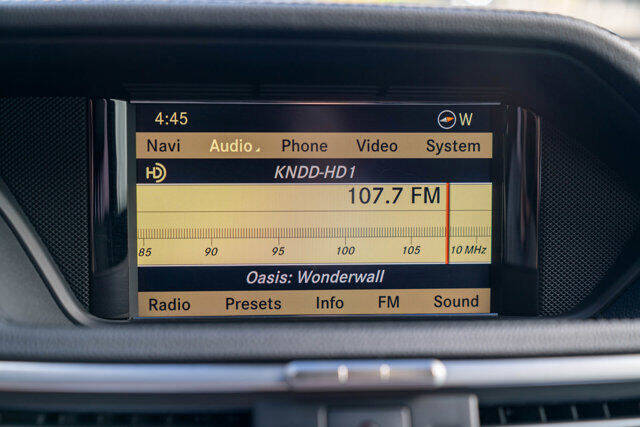 4:45 W
Navi Audio Phone Video System
HD KNDD-HD1
107.7 FM
85 90 95 100 105 10 MHz
Oasis: Wonderwall
Radio Presets Info FM Sound